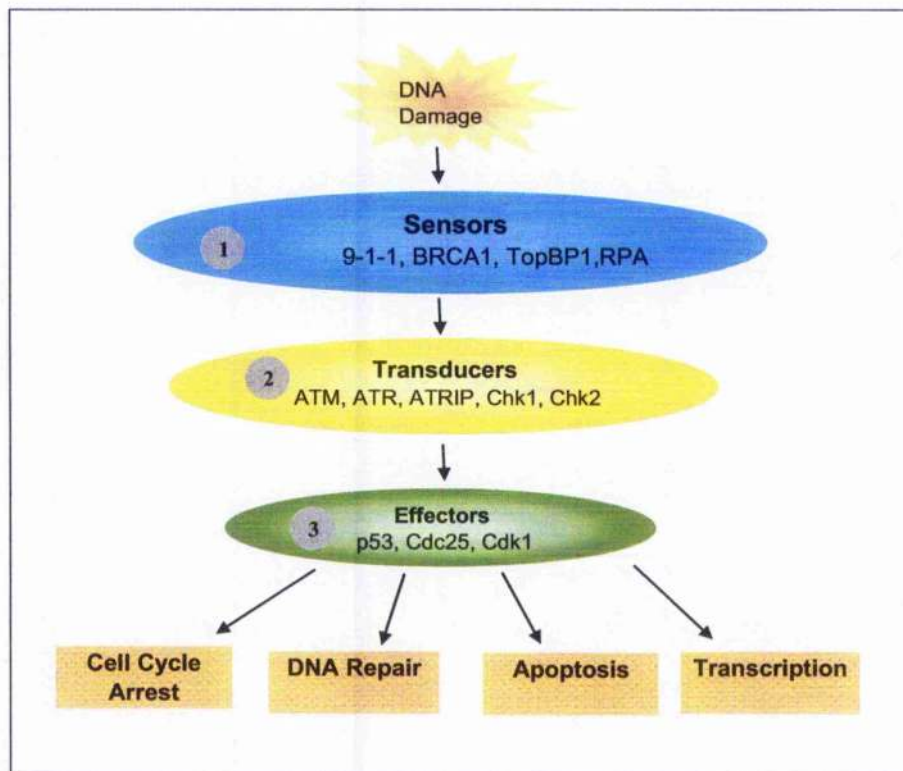 DNA
Damage
Sensors
1
9-1-1, BRCA1, TopBP1,RPA
Transducers
2
ATM, ATR, ATRIP, Chk1, Chk2
Effectors
3
p53, Cdc25, Cdk1
Cell Cycle
Arrest
DNA Repair
Apoptosis
Transcription